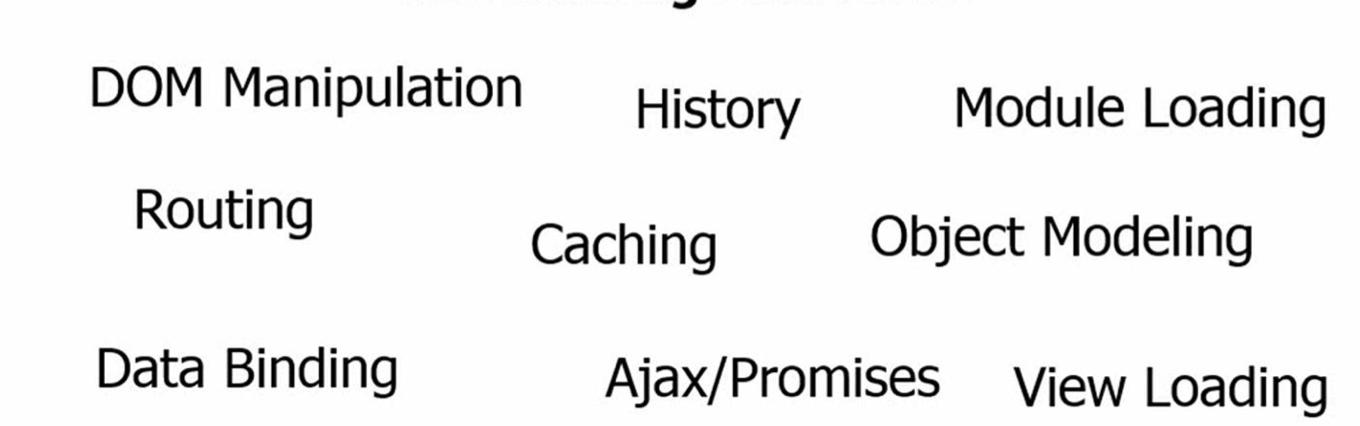 DOM Manipulation
History
Module Loading
Routing
Caching
Object Modeling
Data Binding
Ajax/Promises
View Loading